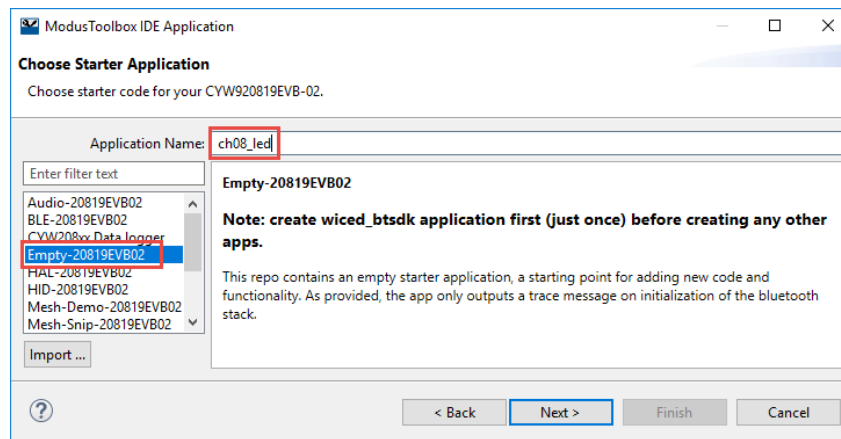 ModusToolbox IDE Application
Choose Starter Application
Choose starter code for your CYW920819EVB-02.
Application Name: ch08_led
Enter filter text
Audio-20819EVB02
BLE-20819EVB02
CYW208xx Data logger
Empty-20819EVB02
HAL-20819EVB02
HID-20819EVB02
Mesh-Demo-20819EVB02
Mesh-Snip-20819EVB02
Import ...
Empty-20819EVB02
Note: create wiced_btsdk application first (just once) before creating any other
apps.
This repo contains an empty starter application, a starting point for adding new code and
functionality. As provided, the app only outputs a trace message on initialization of the bluetooth
stack.
?
< Back
Next >
Finish
Cancel